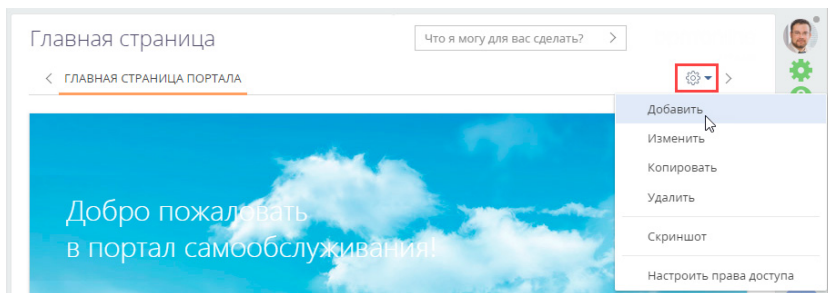 Главная страница
Что я могу для вас сделать?
ГЛАВНАЯ СТРАНИЦА ПОРТАЛА
Добавить
Изменить
Копировать
Удалить
Скриншот
Настроить права доступа
Добро пожаловать
в портал самообслуживания!